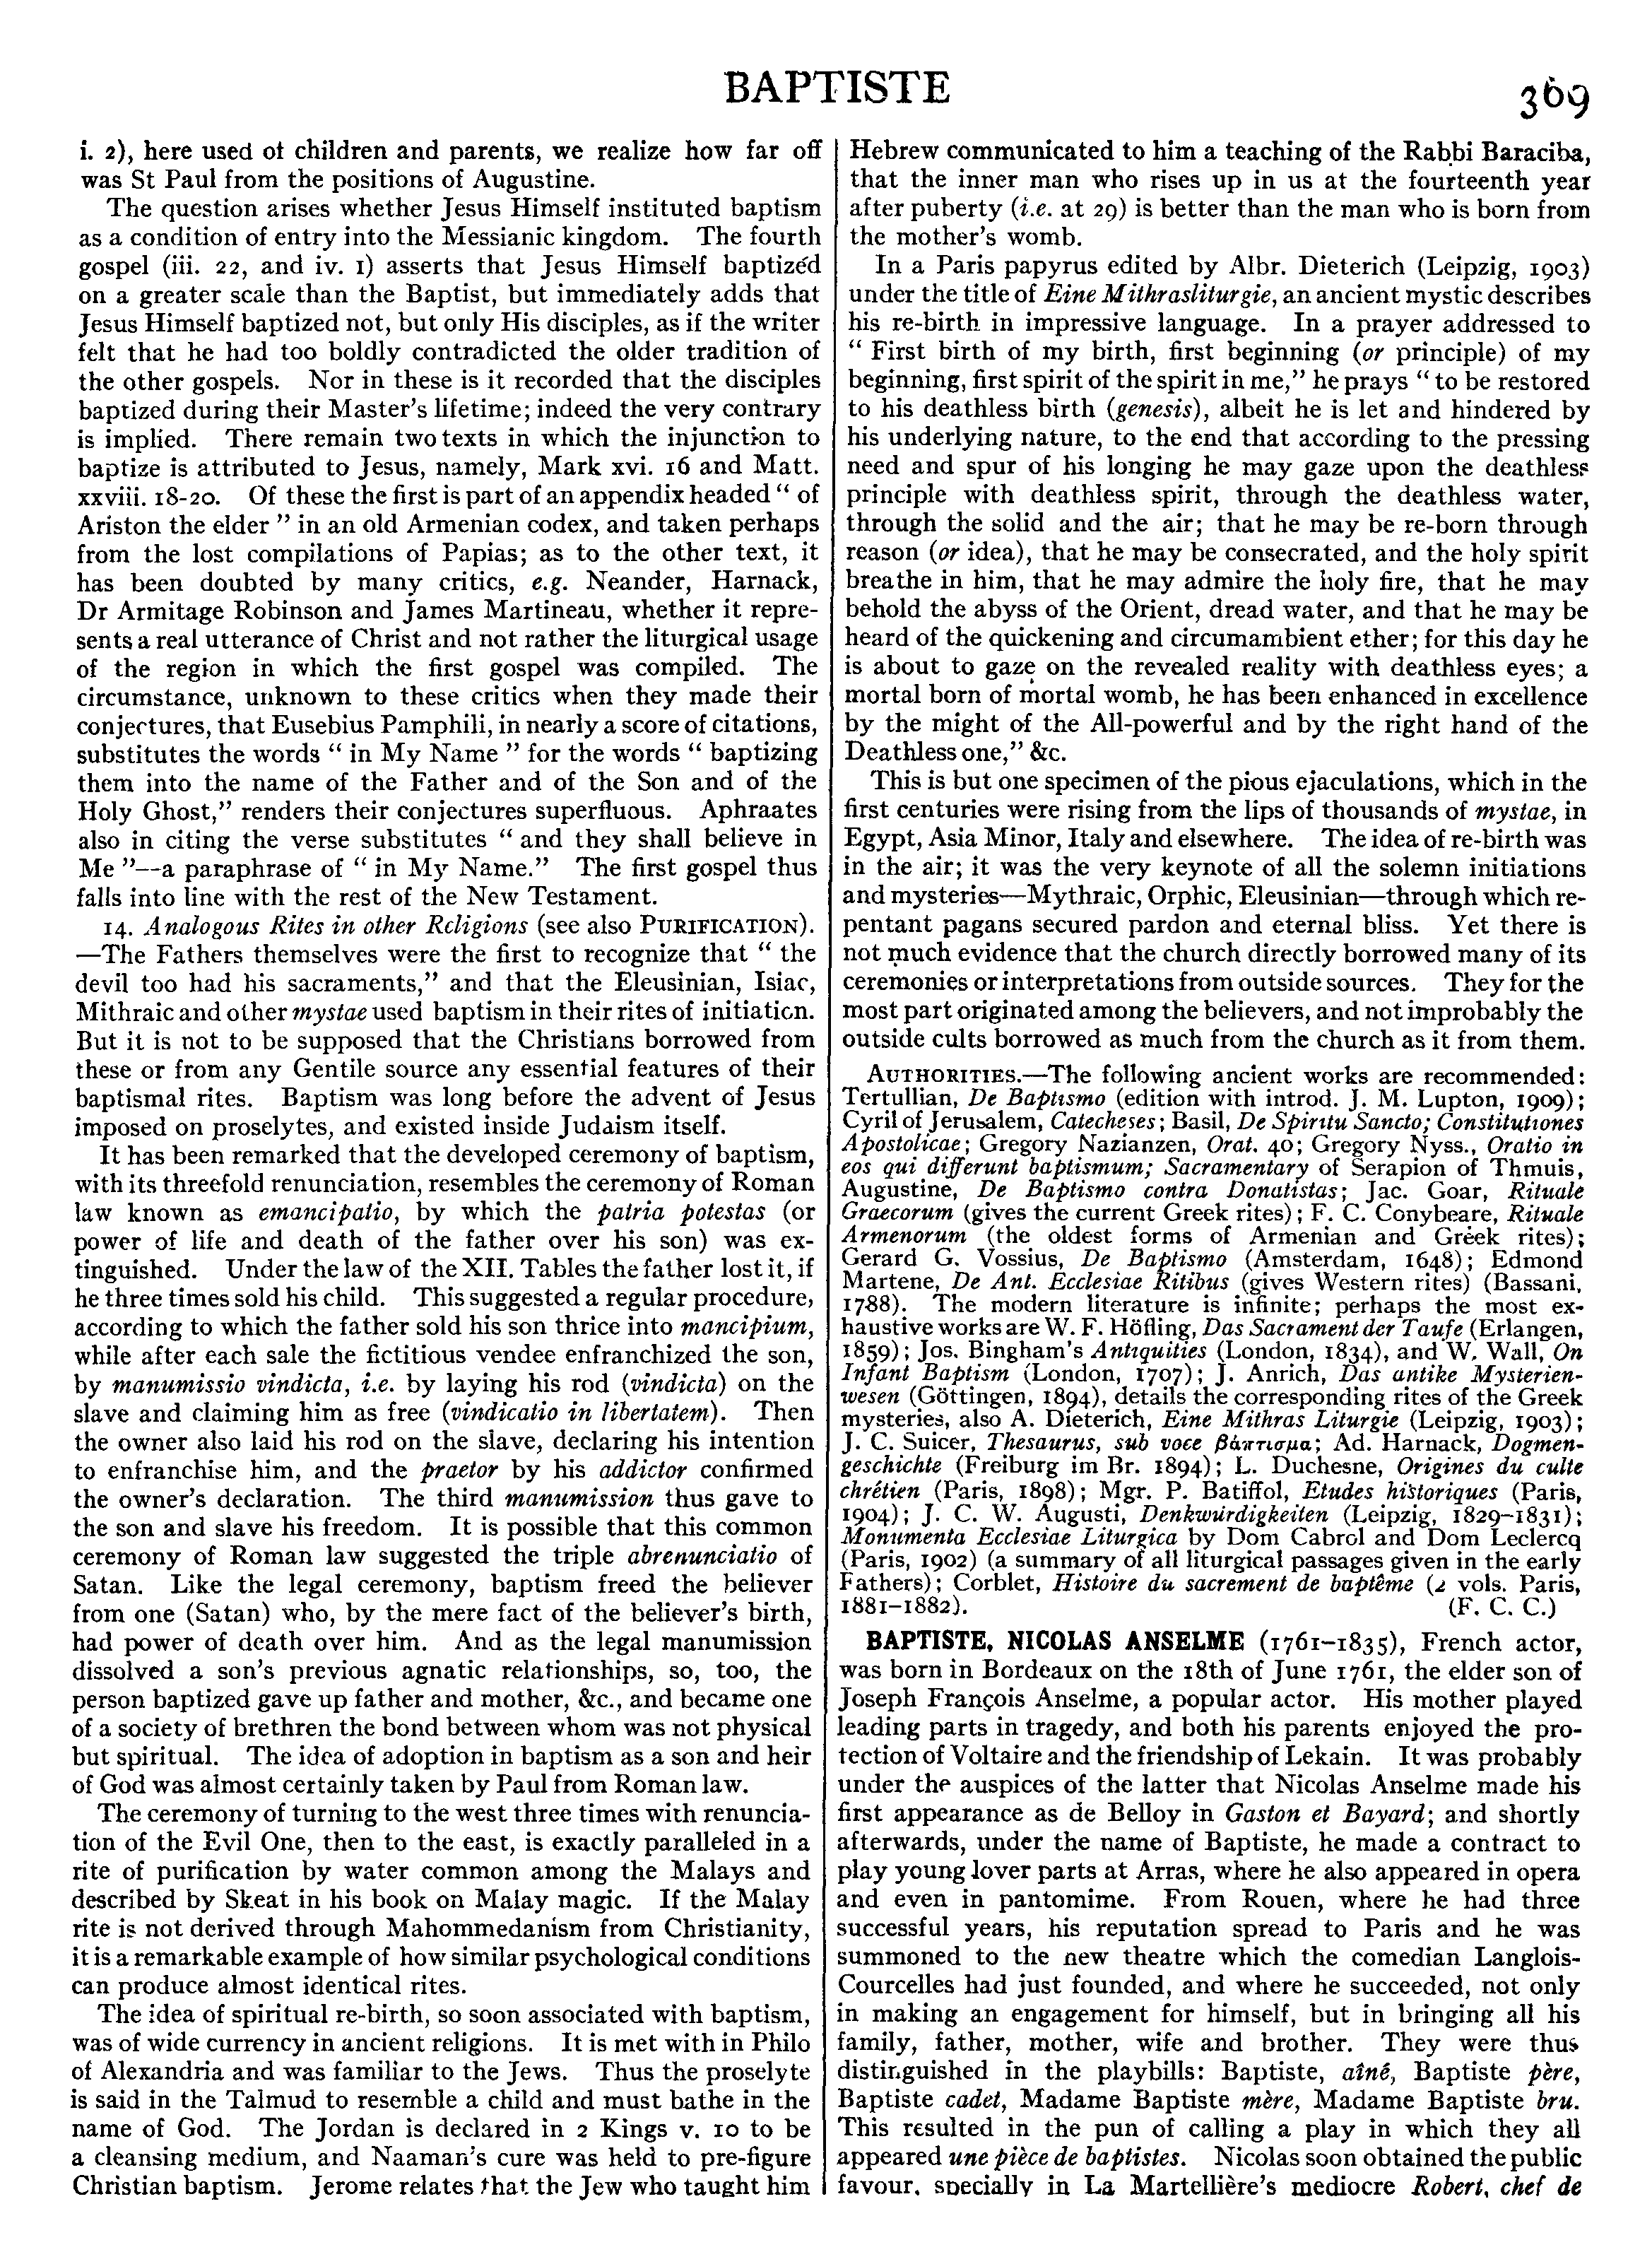 BAPTISTE
369
i. 2), here used of children and parents, we realize how far off
was St Paul from the positions of Augustine.
The question arises whether Jesus Himself instituted baptism
as a condition of entry into the Messianic kingdom. The fourth
gospel (iii. 22, and iv. 1) asserts that Jesus Himself baptized
on a greater scale than the Baptist, but immediately adds that
Jesus Himself baptized not, but only His disciples, as if the writer
felt that he had too boldly contradicted the older tradition of
the other gospels. Nor in these is it recorded that the disciples
baptized during their Master's lifetime; indeed the very contrary
is implied. There remain two texts in which the injunction to
baptize is attributed to Jesus, namely, Mark xvi. 16 and Matt.
xxviii. 18-20. Of these the first is part of an appendix headed “ of
Ariston the elder ” in an old Armenian codex, and taken perhaps
from the lost compilations of Papias; as to the other text, it
has been doubted by many critics, e.g. Neander, Harnack,
Dr Armitage Robinson and James Martineau, whether it repre-
sents a real utterance of Christ and not rather the liturgical usage
of the region in which the first gospel was compiled. The
circumstance, unknown to these critics when they made their
conjectures, that Eusebius Pamphili, in nearly a score of citations,
substitutes the words “ in My Name ” for the words “ baptizing
them into the name of the Father and of the Son and of the
Holy Ghost,” renders their conjectures superfluous. Aphraates
also in citing the verse substitutes “ and they shall believe in
Me ”—a paraphrase of “ in My Name.” The first gospel thus
falls into line with the rest of the New Testament.
14. Analogous Rites in other Religions (see also PURIFICATION).
—The Fathers themselves were the first to recognize that “ the
devil too had his sacraments,” and that the Eleusinian, Isiac,
Mithraic and other mystae used baptism in their rites of initiation.
But it is not to be supposed that the Christians borrowed from
these or from any Gentile source any essential features of their
baptismal rites. Baptism was long before the advent of Jesus
imposed on proselytes, and existed inside Judaism itself.
It has been remarked that the developed ceremony of baptism,
with its threefold renunciation, resembles the ceremony of Roman
law known as emancipatio, by which the patria potestas (or
power of life and death of the father over his son) was ex-
tinguished. Under the law of the XII. Tables the father lost it, if
he three times sold his child. This suggested a regular procedure,
according to which the father sold his son thrice into mancipium,
while after each sale the fictitious vendee enfranchized the son,
by manumissio vindicta, i.e. by laying his rod (vindicta) on the
slave and claiming him as free (vindicatio in libertatem). Then
the owner also laid his rod on the slave, declaring his intention
to enfranchise him, and the praetor by his addictor confirmed
the owner's declaration. The third manumission thus gave to
the son and slave his freedom. It is possible that this common
ceremony of Roman law suggested the triple abrenunciatio of
Satan. Like the legal ceremony, baptism freed the believer
from one (Satan) who, by the mere fact of the believer's birth,
had power of death over him. And as the legal manumission
dissolved a son's previous agnatic relationships, so, too, the
person baptized gave up father and mother, &c., and became one
of a society of brethren the bond between whom was not physical
but spiritual. The idea of adoption in baptism as a son and heir
of God was almost certainly taken by Paul from Roman law.
The ceremony of turning to the west three times with renuncia-
tion of the Evil One, then to the east, is exactly paralleled in a
rite of purification by water common among the Malays and
described by Skeat in his book on Malay magic. If the Malay
rite is not derived through Mahommedanism from Christianity,
it is a remarkable example of how similar psychological conditions
can produce almost identical rites.
The idea of spiritual re-birth, so soon associated with baptism,
was of wide currency in ancient religions. It is met with in Philo
of Alexandria and was familiar to the Jews. Thus the proselyte
is said in the Talmud to resemble a child and must bathe in the
name of God. The Jordan is declared in 2 Kings v. 10 to be
a cleansing medium, and Naaman's cure was held to pre-figure
Christian baptism. Jerome relates that the Jew who taught him
Hebrew communicated to him a teaching of the Rabbi Baraciba,
that the inner man who rises up in us at the fourteenth year
after puberty (i.e. at 29) is better than the man who is born from
the mother's womb.
In a Paris papyrus edited by Albr. Dieterich (Leipzig, 1903)
under the title of Eine Mithrasliturgie, an ancient mystic describes
his re-birth in impressive language. In a prayer addressed to
“ First birth of my birth, first beginning (or principle) of my
beginning, first spirit of the spirit in me,” he prays “ to be restored
to his deathless birth (genesis), albeit he is let and hindered by
his underlying nature, to the end that according to the pressing
need and spur of his longing he may gaze upon the deathless
principle with deathless spirit, through the deathless water,
through the solid and the air; that he may be re-born through
reason (or idea), that he may be consecrated, and the holy spirit
breathe in him, that he may admire the holy fire, that he may
behold the abyss of the Orient, dread water, and that he may be
heard of the quickening and circumambient ether; for this day he
is about to gaze on the revealed reality with deathless eyes; a
mortal born of mortal womb, he has been enhanced in excellence
by the might of the All-powerful and by the right hand of the
Deathless one,” &c.
This is but one specimen of the pious ejaculations, which in the
first centuries were rising from the lips of thousands of mystae, in
Egypt, Asia Minor, Italy and elsewhere. The idea of re-birth was
in the air; it was the very keynote of all the solemn initiations
and mysteries—Mythraic, Orphic, Eleusinian—through which re-
pentant pagans secured pardon and eternal bliss. Yet there is
not much evidence that the church directly borrowed many of its
ceremonies or interpretations from outside sources. They for the
most part originated among the believers, and not improbably the
outside cults borrowed as much from the church as it from them.
AUTHORITIES.—The following ancient works are recommended:
Tertullian, De Baptismo (edition with introd. J. M. Lupton, 1909);
Cyril of Jerusalem, Catecheses; Basil, De Spiritu Sancto; Constitutiones
Apostolicae; Gregory Nazianzen, Orat. 40; Gregory Nyss., Oratio in
eos qui differunt baptismum; Sacramentary of Serapion of Thmuis,
Augustine, De Baptismo contra Donatistas; Jac. Goar, Rituale
Graecorum (gives the current Greek rites); F. C. Conybeare, Rituale
Armenorum (the oldest forms of Armenian and Greek rites);
Gerard G. Vossius, De Baptismo (Amsterdam, 1648); Edmond
Martene, De Ant. Ecclesiae Ritibus (gives Western rites) (Bassani,
1788). The modern literature is infinite; perhaps the most ex-
haustive works are W. F. Höfling, Das Sacrament der Taufe (Erlangen,
1859); Jos. Bingham's Antiquities (London, 1834), and W. Wall, On
Infant Baptism (London, 1707); J. Anrich, Das antike Mysterien-
wesen (Göttingen, 1894), details the corresponding rites of the Greek
mysteries, also A. Dieterich, Eine Mithras Liturgie (Leipzig, 1903);
J. C. Suicer, Thesaurus, sub voce βάπτισμα; Ad. Harnack, Dogmen-
geschichte (Freiburg im Br. 1894); L. Duchesne, Origines du culte
chrétien (Paris, 1898); Mgr. P. Batiffol, Etudes historiques (Paris,
1904); J. C. W. Augusti, Denkwürdigkeiten (Leipzig, 1829–1831);
Monumenta Ecclesiae Liturgica by Dom Cabrol and Dom Leclercq
(Paris, 1902) (a summary of all liturgical passages given in the early
Fathers); Corblet, Histoire du sacrement de baptême (2 vols. Paris,
1881–1882). (F. C. C.)
BAPTISTE, NICOLAS ANSELME (1761–1835), French actor,
was born in Bordeaux on the 18th of June 1761, the elder son of
Joseph François Anselme, a popular actor. His mother played
leading parts in tragedy, and both his parents enjoyed the pro-
tection of Voltaire and the friendship of Lekain. It was probably
under the auspices of the latter that Nicolas Anselme made his
first appearance as de Belloy in Gaston et Bayard; and shortly
afterwards, under the name of Baptiste, he made a contract to
play young lover parts at Arras, where he also appeared in opera
and even in pantomime. From Rouen, where he had three
successful years, his reputation spread to Paris and he was
summoned to the new theatre which the comedian Langlois-
Courcelles had just founded, and where he succeeded, not only
in making an engagement for himself, but in bringing all his
family, father, mother, wife and brother. They were thus
distinguished in the playbills: Baptiste, aîné, Baptiste père,
Baptiste cadet, Madame Baptiste mère, Madame Baptiste bru.
This resulted in the pun of calling a play in which they all
appeared une pièce de baptistes. Nicolas soon obtained the public
favour, specially in La Martellière's mediocre Robert, chef de